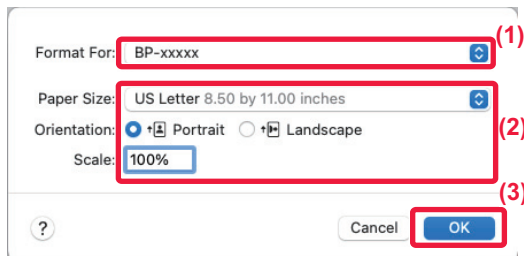 (1)
Format For: BP-xxxxx
Paper Size: US Letter 8.50 by 11.00 inches
(2)
Orientation: Portrait Landscape
Scale: 100%
(3)
? Cancel OK